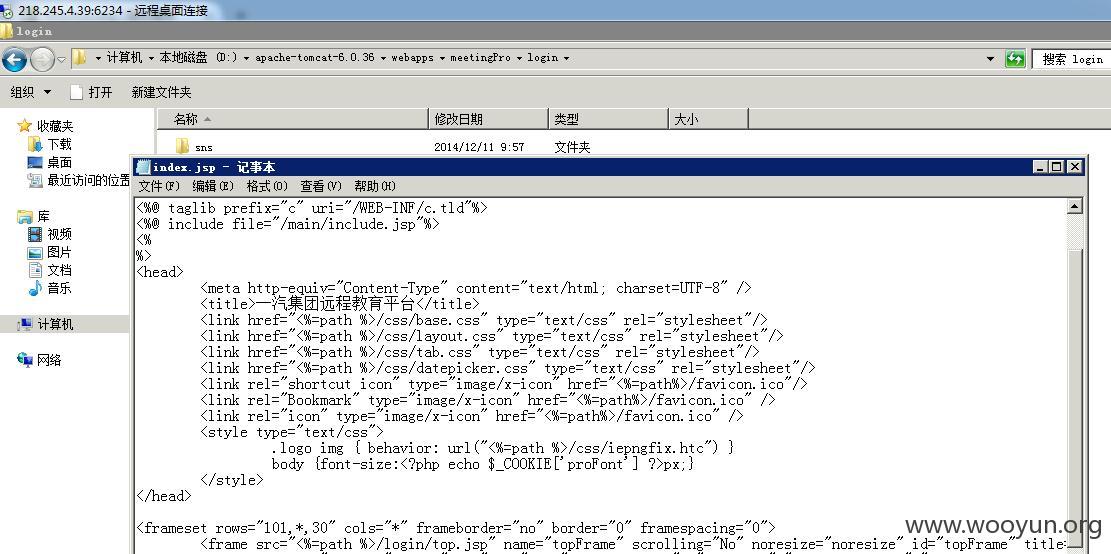 218.245.4.39:6234 - 远程桌面连接
login
计算机 本地磁盘 (D:) apache-tomcat-6.0.36 webapps meetingPro login
搜索 login
组织 打开 新建文件夹
收藏夹
下载
桌面
最近访问的位置
库
视频
图片
文档
音乐
计算机
网络
名称 修改日期 类型 大小
sns 2014/12/11 9:57 文件夹
index.jsp - 记事本
文件(F) 编辑(E) 格式(O) 查看(V) 帮助(H)
<%@ taglib prefix="c" uri="/WEB-INF/c.tld"%>
<%@ include file="/main/include.jsp"%>
<%
%>
<head>
<meta http-equiv="Content-Type" content="text/html; charset=UTF-8" />
<title>一汽集团远程教育平台</title>
<link href="<%=path %>/css/base.css" type="text/css" rel="stylesheet"/>
<link href="<%=path %>/css/layout.css" type="text/css" rel="stylesheet"/>
<link href="<%=path %>/css/tab.css" type="text/css" rel="stylesheet"/>
<link href="<%=path %>/css/datepicker.css" type="text/css" rel="stylesheet"/>
<link rel="shortcut icon" type="image/x-icon" href="<%=path%>/favicon.ico"/>
<link rel="Bookmark" type="image/x-icon" href="<%=path%>/favicon.ico" />
<link rel="icon" type="image/x-icon" href="<%=path%>/favicon.ico" />
<style type="text/css">
.logo img { behavior: url("<%=path %>/css/iepngfix.htc") }
body {font-size:<?php echo $_COOKIE['proFont'] ?>px;}
</style>
</head>
<frameset rows="101,*,30" cols="*" frameborder="no" border="0" framespacing="0">
<frame src="<%=path %>/login/top.jsp" name="topFrame" scrolling="No" noresize="noresize" id="topFrame" title=
www.wooyun.org